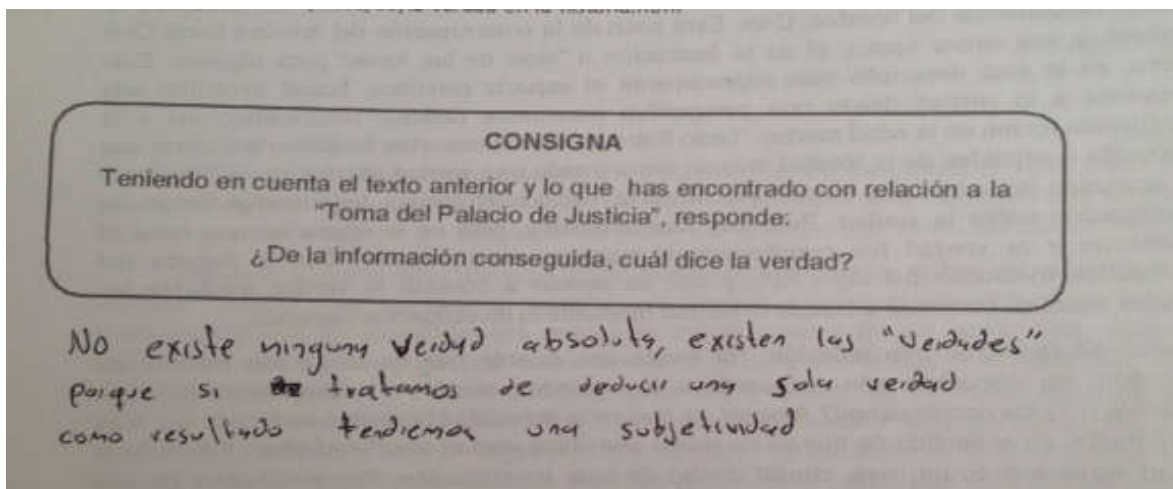 CONSIGNA
Teniendo en cuenta el texto anterior y lo que has encontrado con relación a la
"Toma del Palacio de Justicia", responde:
¿De la información conseguida, cuál dice la verdad?
No existe ninguna verdad absoluta, existen las "verdades"
porque si tratamos de deducir una sola verdad
como resultado tendremos una subjetividad